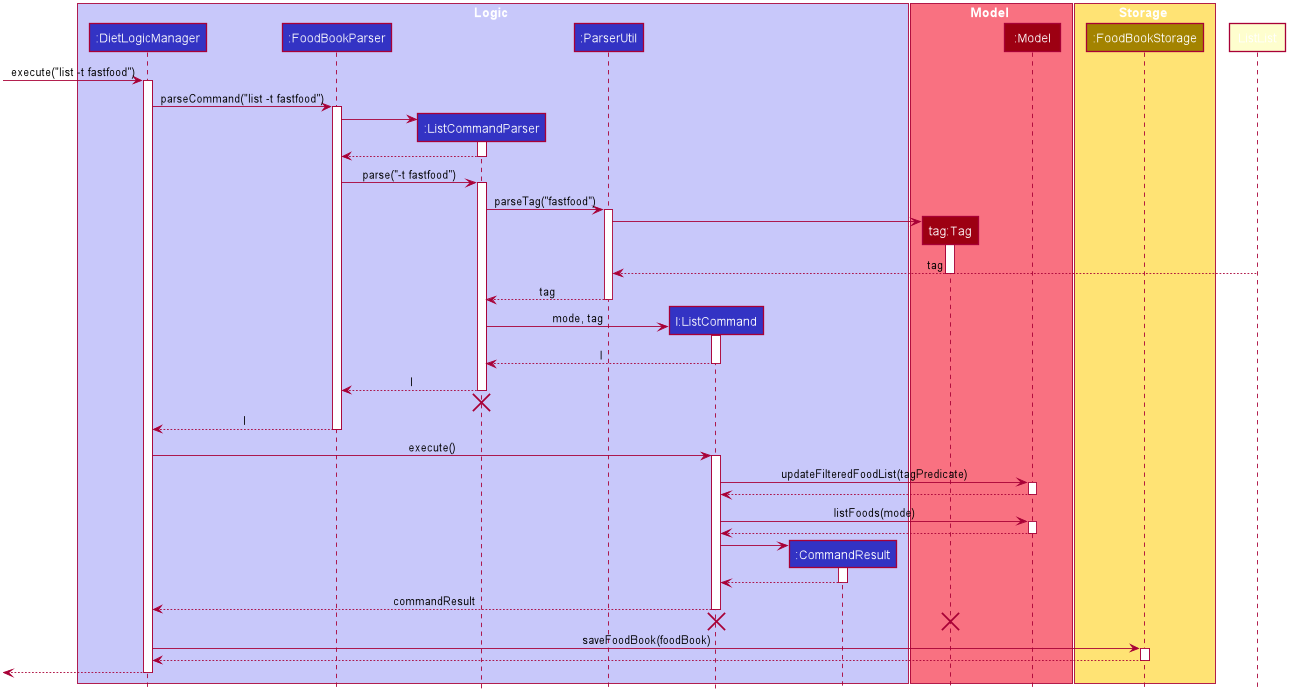 Logic
Model
Storage
:DietLogicManager
:FoodBookParser
:ParserUtil
:Model
:FoodBookStorage
execute("list -t fastfood")
parseCommand("list -t fastfood")
:ListCommandParser
parse("-t fastfood")
parseTag("fastfood")
tag:Tag
tag
tag
mode, tag
l:ListCommand
l
l
l
execute()
updateFilteredFoodList(tagPredicate)
listFoods(mode)
:CommandResult
commandResult
saveFoodBook(foodBook)